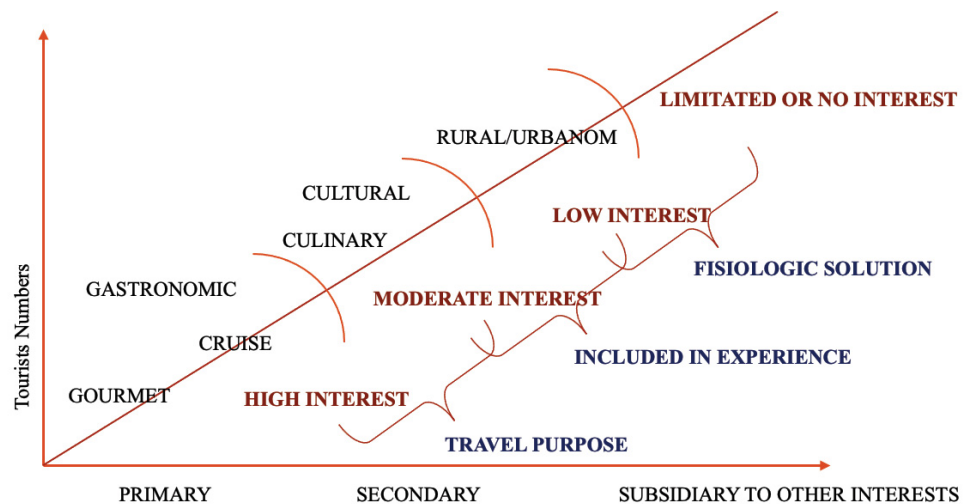 LIMITATED OR NO INTEREST
RURAL/URBANOM
CULTURAL
LOW INTEREST
CULINARY
FISIOLOGIC SOLUTION
GASTRONOMIC
MODERATE INTEREST
CRUISE
INCLUDED IN EXPERIENCE
GOURMET
HIGH INTEREST
TRAVEL PURPOSE
Tourists Numbers
PRIMARY
SECONDARY
SUBSIDIARY TO OTHER INTERESTS